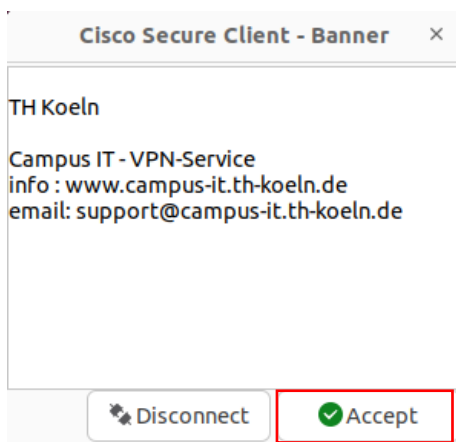 Cisco Secure Client - Banner
TH Koeln
Campus IT - VPN-Service
info : www.campus-it.th-koeln.de
email: support@campus-it.th-koeln.de
Disconnect
Accept